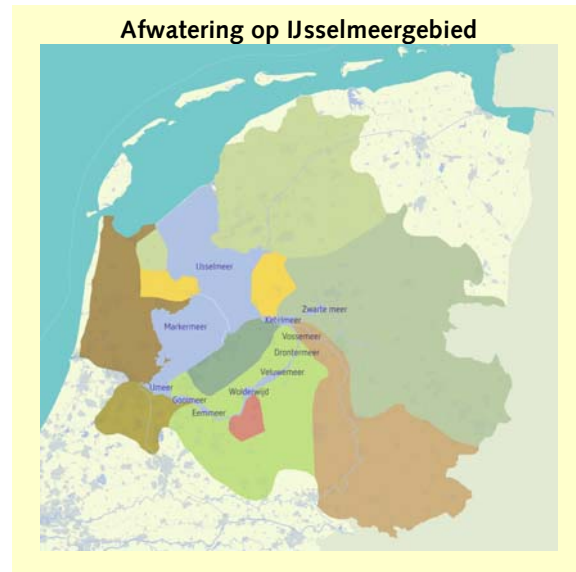 Afwatering op IJsselmeergebied
IJsselmeer
Zwarte meer
Ketelmeer
Markermeer
Vossemeer
Drontermeer
Veluwemeer
IJmeer
Wolderwijd
Gooimeer
Eemmeer